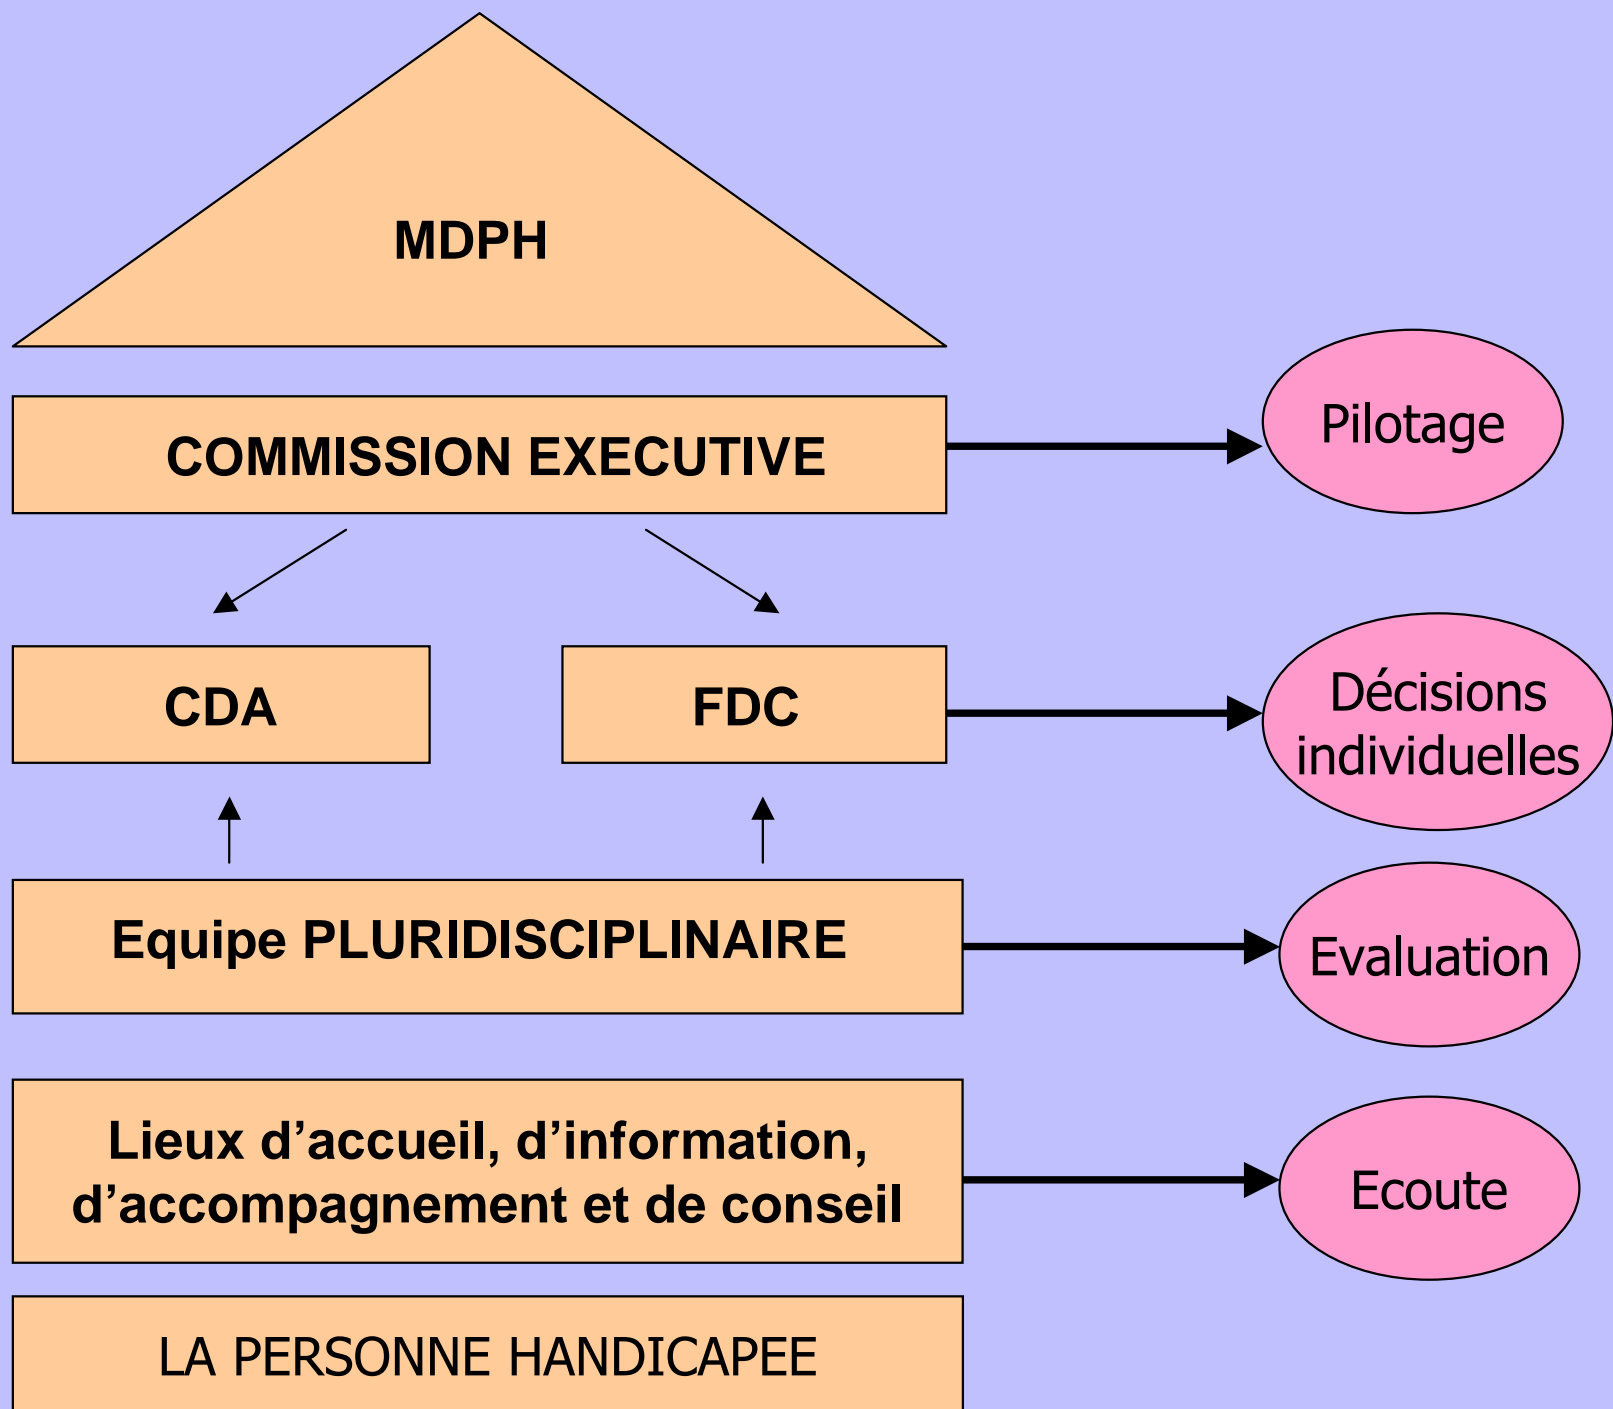 MDPH
COMMISSION EXECUTIVE
Pilotage
CDA
FDC
Décisions
individuelles
Equipe PLURIDISCIPLINAIRE
Evaluation
Lieux d’accueil, d’information,
d’accompagnement et de conseil
Ecoute
LA PERSONNE HANDICAPEE